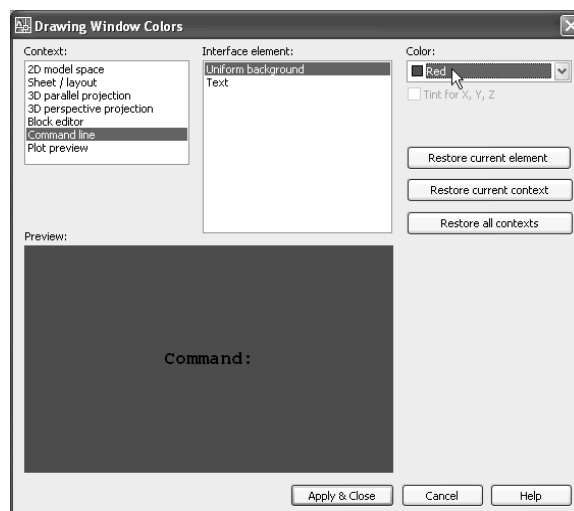 Drawing Window Colors
Context:
2D model space
Sheet / layout
3D parallel projection
3D perspective projection
Block editor
Command line
Plot preview
Interface element:
Uniform background
Text
Color:
Red
Tint for X, Y, Z
Restore current element
Restore current context
Restore all contexts
Preview:
Command:
Apply & Close
Cancel
Help